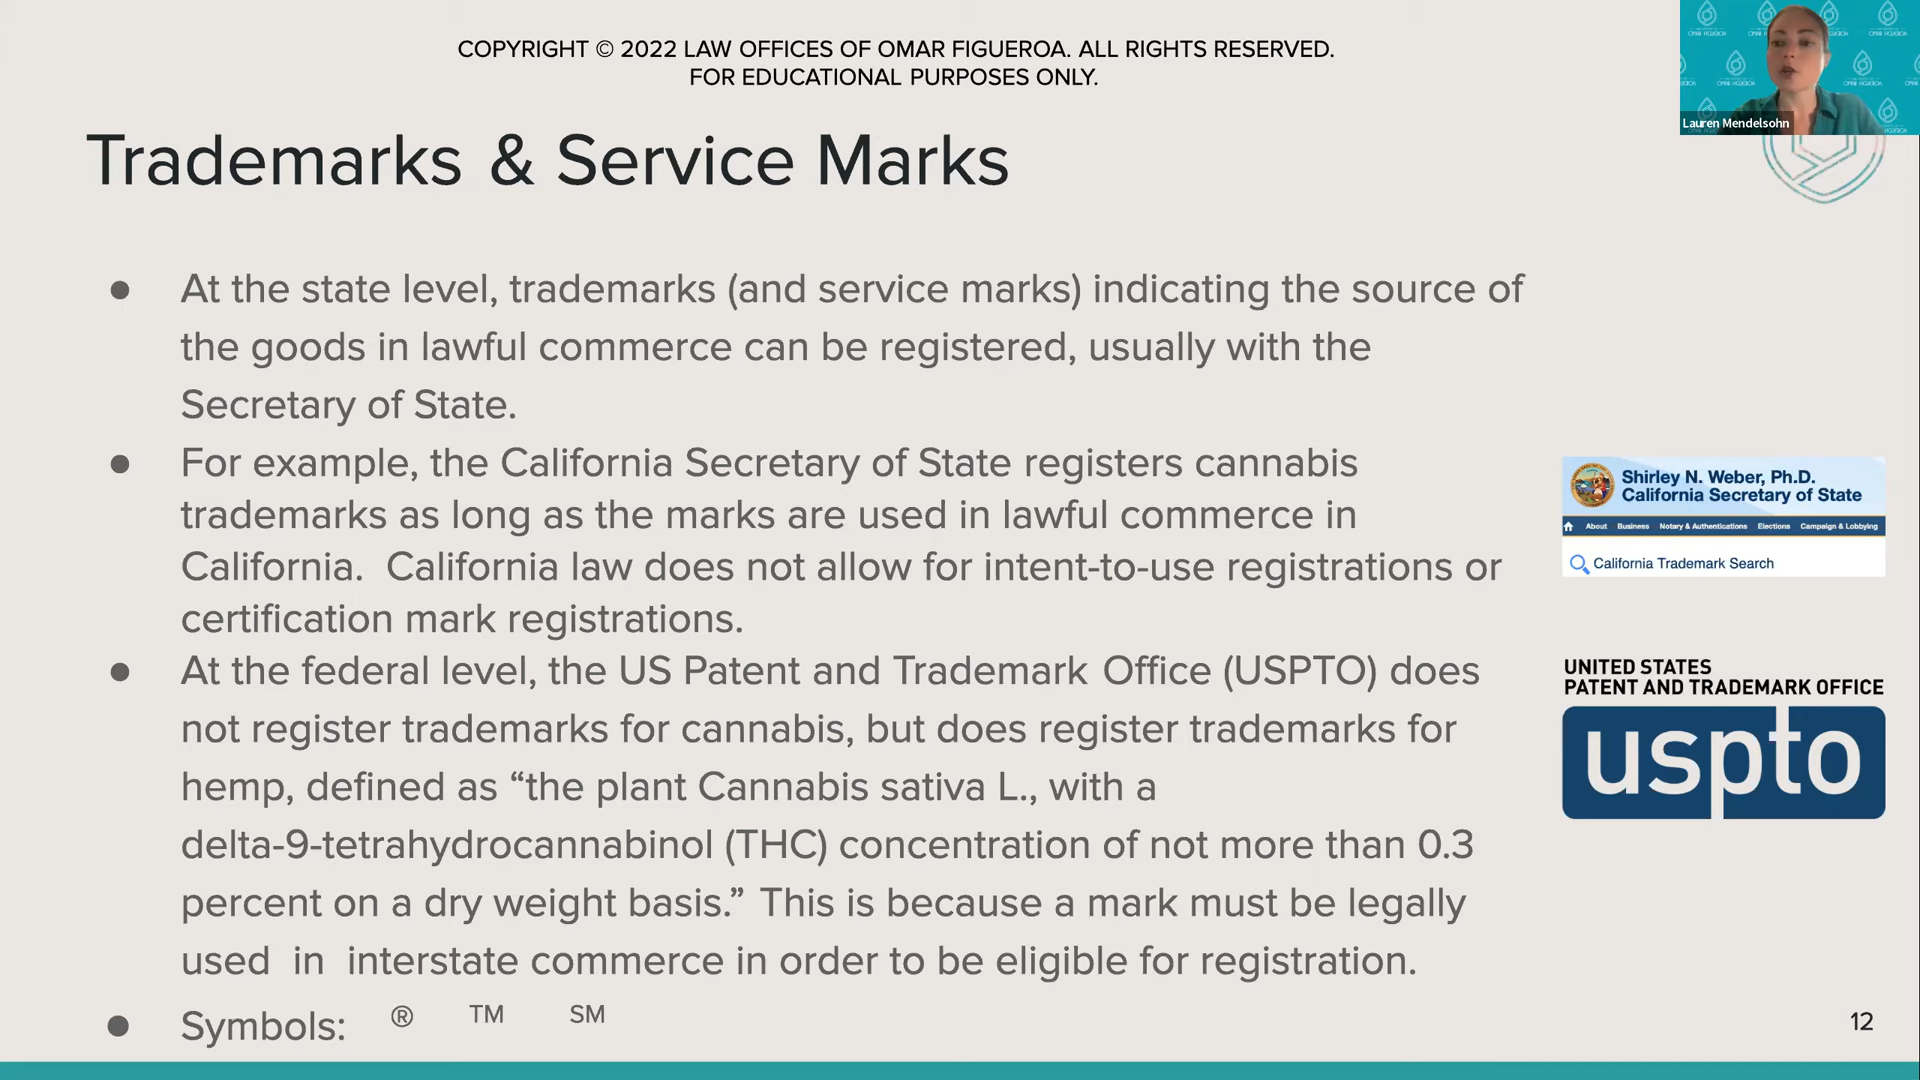 COPYRIGHT © 2022 LAW OFFICES OF OMAR FIGUEROA. ALL RIGHTS RESERVED.
FOR EDUCATIONAL PURPOSES ONLY.
Lauren Mendelsohn
Trademarks & Service Marks
● At the state level, trademarks (and service marks) indicating the source of
the goods in lawful commerce can be registered, usually with the
Secretary of State.
● For example, the California Secretary of State registers cannabis
trademarks as long as the marks are used in lawful commerce in
California. California law does not allow for intent-to-use registrations or
certification mark registrations.
● At the federal level, the US Patent and Trademark Office (USPTO) does
not register trademarks for cannabis, but does register trademarks for
hemp, defined as “the plant Cannabis sativa L., with a
delta-9-tetrahydrocannabinol (THC) concentration of not more than 0.3
percent on a dry weight basis.” This is because a mark must be legally
used in interstate commerce in order to be eligible for registration.
● Symbols: ® TM SM
Shirley N. Weber, Ph.D.
California Secretary of State
About Business Notary & Authentications Elections Campaign & Lobbying
California Trademark Search
UNITED STATES
PATENT AND TRADEMARK OFFICE
uspto
12